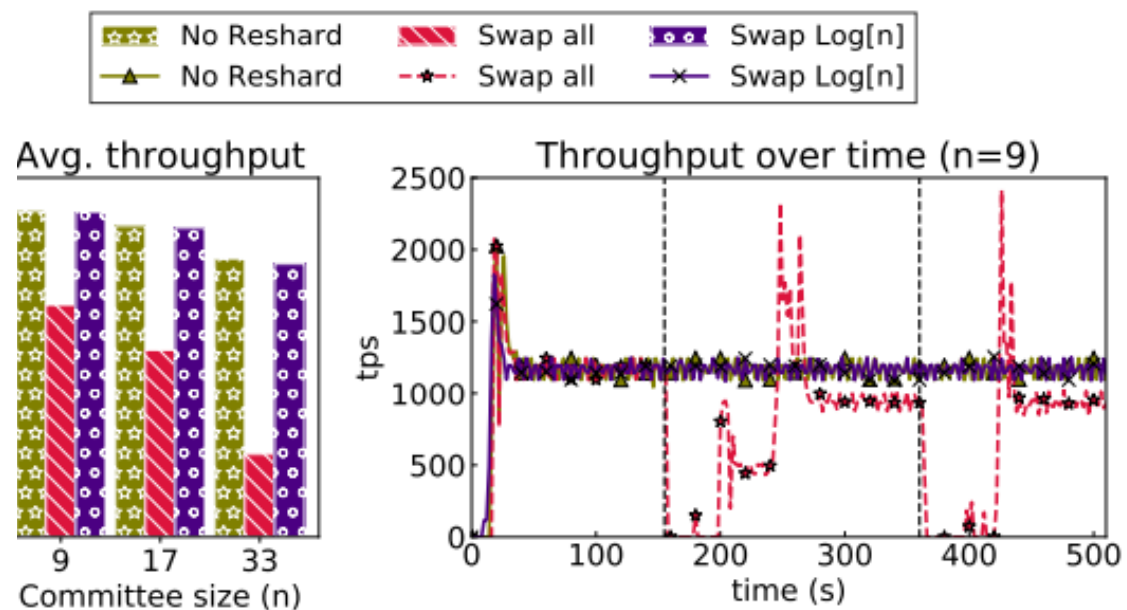 No Reshard Swap all Swap Log[n]
No Reshard Swap all Swap Log[n]
Avg. throughput
9 17 33
Committee size (n)
Throughput over time (n=9)
2500
2000
1500
1000
500
0
tps
0 100 200 300 400 500
time (s)